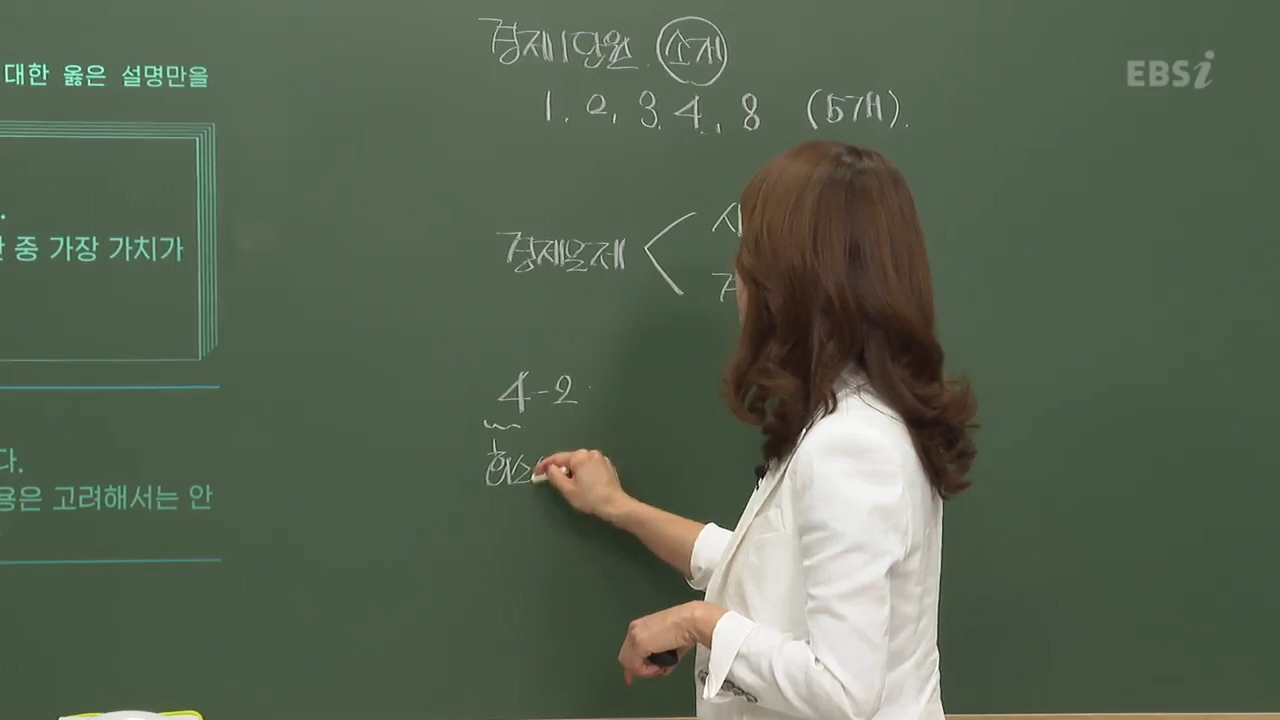 대한 옳은 설명만을
중 가장 가치가
다.
용은 고려해서는 안
EBSi
경제 1단원 소재
1, 2, 3, 4, 8 (5개).
경제문제
4-2